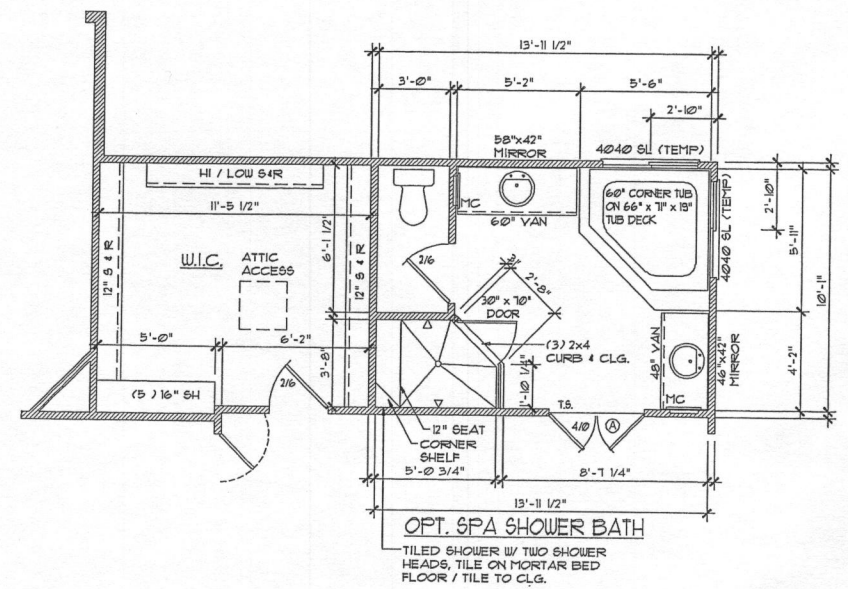 13'-11 1/2"
3'-0"
5'-2"
5'-6"
2'-10"
58"x42"
MIRROR
4040 SL (TEMP)
HI / LOW S&R
MC
60" VAN
60" CORNER TUB
ON 66" x 71" x 19"
TUB DECK
4040 SL (TEMP)
2'-10"
5'-11"
10'-1"
11'-5 1/2"
6'-1 1/2"
12" S & R
W.I.C.
ATTIC
ACCESS
12" S & R
2/6
3"
2'-8"
30" x 70"
DOOR
5'-0"
6'-2"
3'-8"
(3) 2x4
CURB & CLG.
48" VAN
46"x42"
MIRROR
4'-2"
(5) 16" SH
2/6
1'-10 1/4"
T.S.
4/0
A
MC
12" SEAT
CORNER
SHELF
5'-0 3/4"
8'-7 1/4"
13'-11 1/2"
OPT. SPA SHOWER BATH
TILED SHOWER W/ TWO SHOWER
HEADS, TILE ON MORTAR BED
FLOOR / TILE TO CLG.